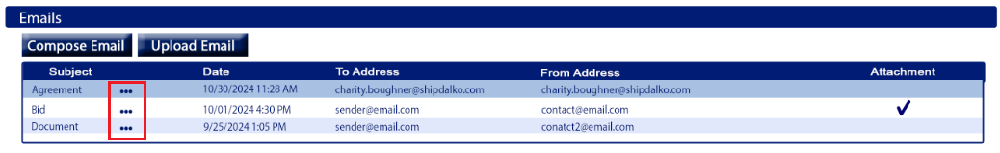 Emails
Compose Email Upload Email
Subject Date To Address From Address Attachment
Agreement ••• 10/30/2024 11:28 AM charity.boughner@shipdalko.com charity.boughner@shipdalko.com
Bid ••• 10/01/2024 4:30 PM sender@email.com contact@email.com ✓
Document ••• 9/25/2024 1:05 PM sender@email.com conatct2@email.com